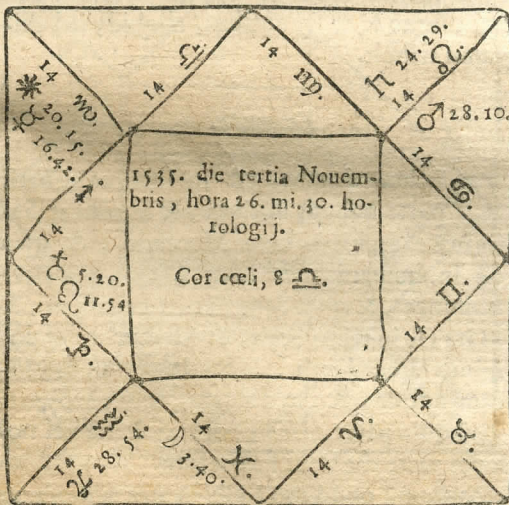 14 ♎
14 ♍.
♄ 24. 29.
14 ♌.
♂ 28. 10.
14 ♋.
14 ♏.
☀ 20. 15.
☿ 16. 42.
14 ♐.
1535. die tertia Nouem-
bris, hora 26. mi. 30. ho-
rologij.
Cor cœli, 8 ♎.
♀ 5. 20.
☊ 11. 54
14 ♑.
14 ♊.
14 ♉.
14 ♒.
♃ 28. 54.
☽ 3. 40.
14 ♓.
14 ♈.